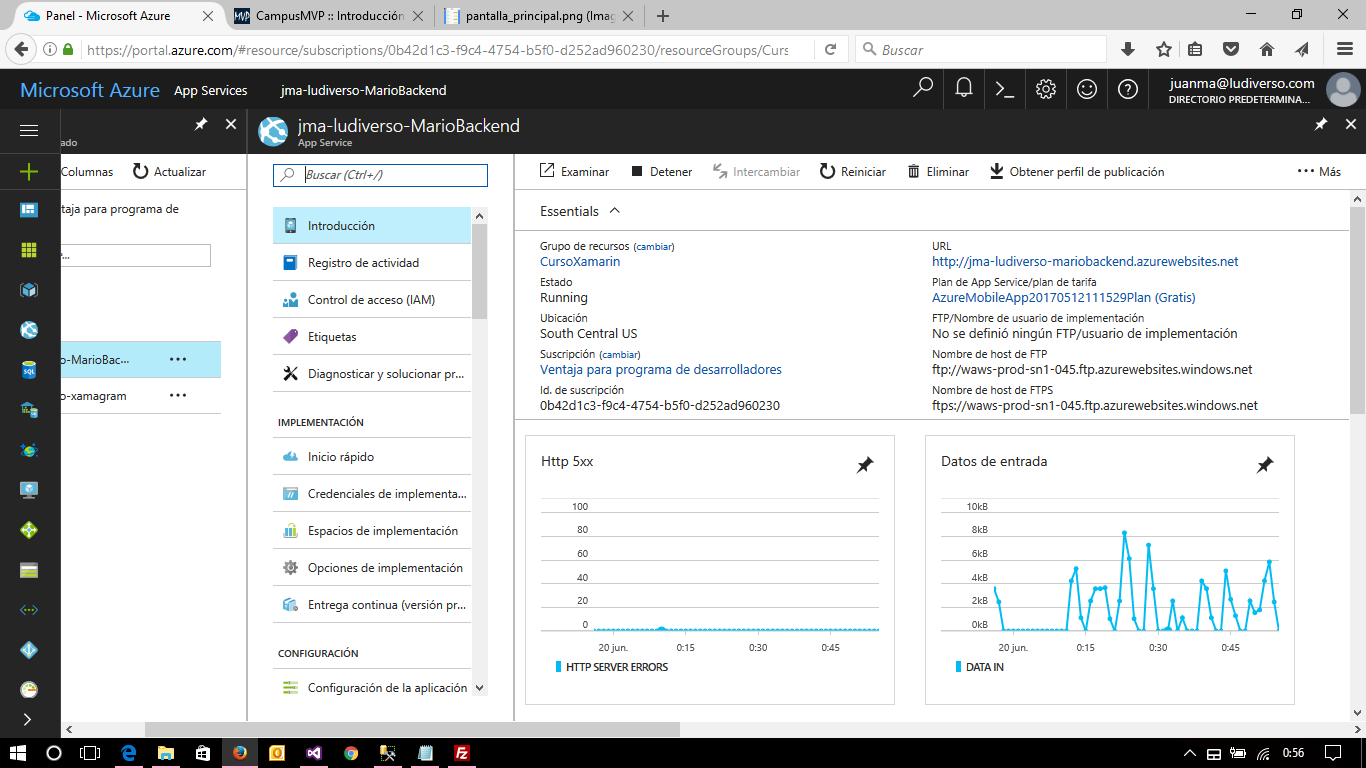 Panel - Microsoft Azure
CampusMVP :: Introducción
pantalla_principal.png (Imag
https://portal.azure.com/#resource/subscriptions/0b42d1c3-f9c4-4754-b5f0-d252ad960230/resourceGroups/Curs
Buscar
Microsoft Azure
App Services
jma-ludiverso-MarioBackend
juanma@ludiverso.com
DIRECTORIO PREDETERMINA...
ado
jma-ludiverso-MarioBackend
App Service
Columnas
Actualizar
Buscar (Ctrl+/)
Examinar
Detener
Intercambiar
Reiniciar
Eliminar
Obtener perfil de publicación
Más
taja para programa de
o-MarioBac...
o-xamagram
Introducción
Registro de actividad
Control de acceso (IAM)
Etiquetas
Diagnosticar y solucionar pr...
IMPLEMENTACIÓN
Inicio rápido
Credenciales de implementa...
Espacios de implementación
Opciones de implementación
Entrega continua (versión pr...
CONFIGURACIÓN
Configuración de la aplicación
Essentials
Grupo de recursos (cambiar)
CursoXamarin
Estado
Running
Ubicación
South Central US
Suscripción (cambiar)
Ventaja para programa de desarrolladores
Id. de suscripción
0b42d1c3-f9c4-4754-b5f0-d252ad960230
URL
http://jma-ludiverso-mariobackend.azurewebsites.net
Plan de App Service/plan de tarifa
AzureMobileApp20170512111529Plan (Gratis)
FTP/Nombre de usuario de implementación
No se definió ningún FTP/usuario de implementación
Nombre de host de FTP
ftp://waws-prod-sn1-045.ftp.azurewebsites.windows.net
Nombre de host de FTPS
ftps://waws-prod-sn1-045.ftp.azurewebsites.windows.net
Http 5xx
100
80
60
40
20
0
20 jun.
0:15
0:30
0:45
HTTP SERVER ERRORS
Datos de entrada
10kB
8kB
6kB
4kB
2kB
0kB
20 jun.
0:15
0:30
0:45
DATA IN
0:56